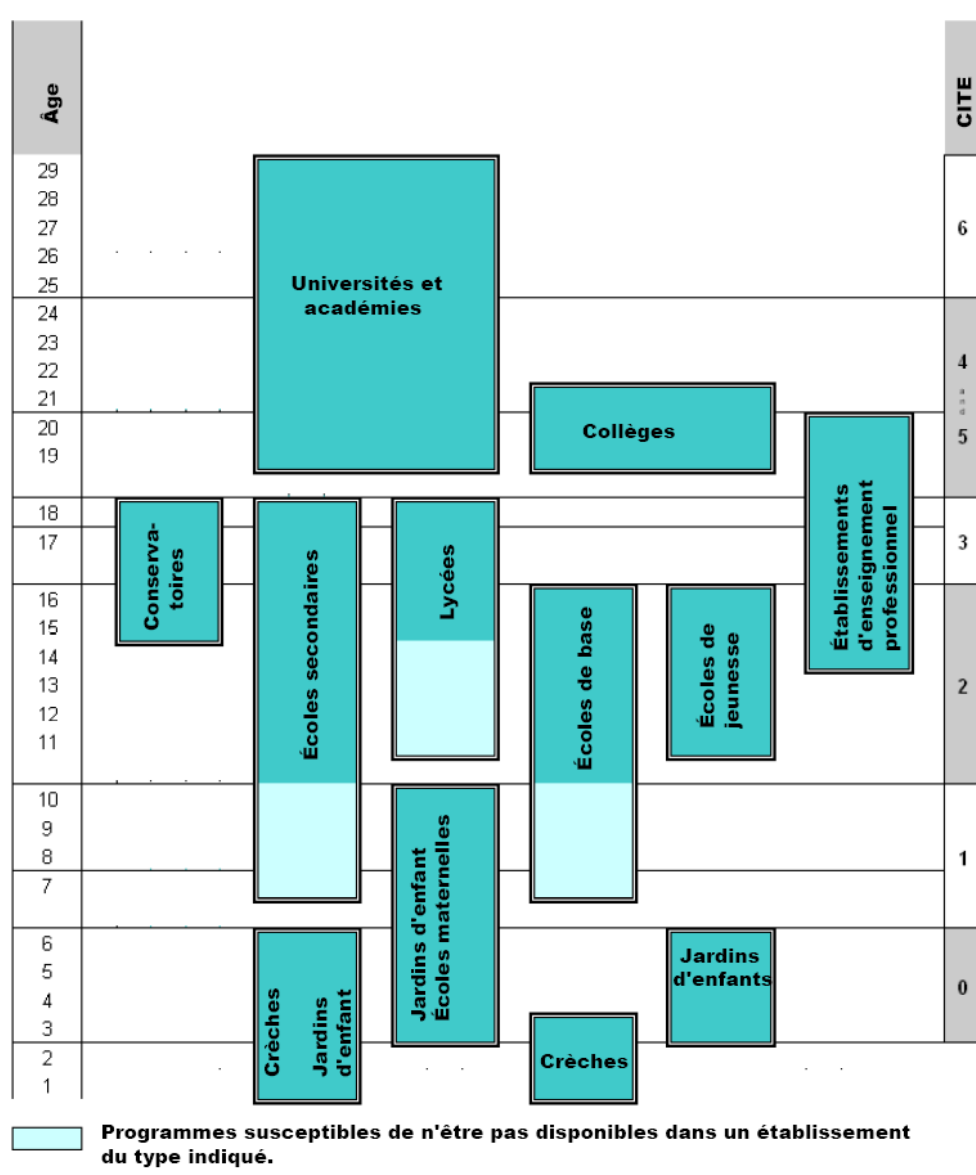 Âge
CITE
29
28
27
26
25
24
23
22
21
20
19
18
17
16
15
14
13
12
11
10
9
8
7
6
5
4
3
2
1
6
4
and
5
3
2
1
0
Universités et
académies
Collèges
Établissements
d'enseignement
professionnel
Conserva-
toires
Écoles secondaires
Lycées
Écoles de base
Écoles de
jeunesse
Jardins d'enfant
Écoles maternelles
Crèches
Jardins
d'enfant
Crèches
Jardins
d'enfants
Programmes susceptibles de n'être pas disponibles dans un établissement
du type indiqué.